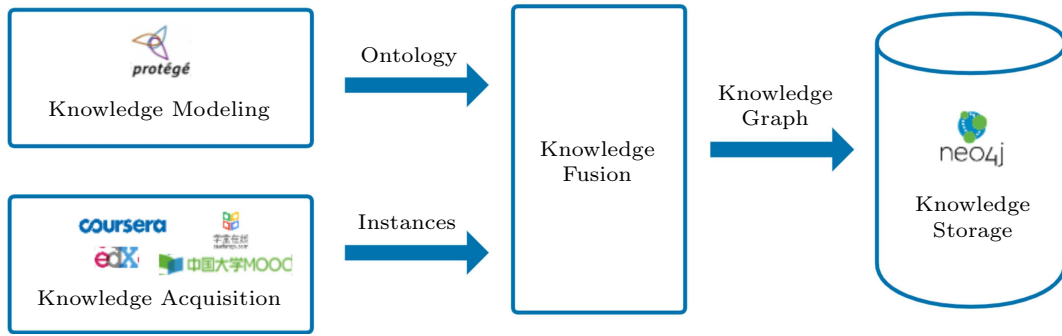 protégé
Knowledge Modeling
Ontology
coursera
学堂在线
edX
中国大学MOOC
Knowledge Acquisition
Instances
Knowledge
Fusion
Knowledge
Graph
neo4j
Knowledge
Storage